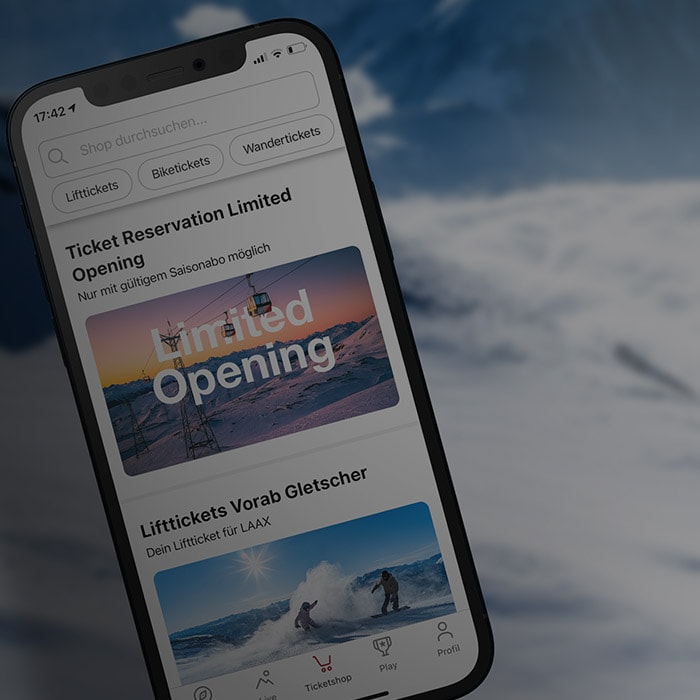 17:42
Shop durchsuchen...
Lifttickets
Biketickets
Wandertickets
Ticket Reservation Limited
Opening
Nur mit gültigem Saisonabo möglich
Limited
Opening
Lifttickets Vorab Gletscher
Dein Liftticket für LAAX
Live
Ticketshop
Play
Profil